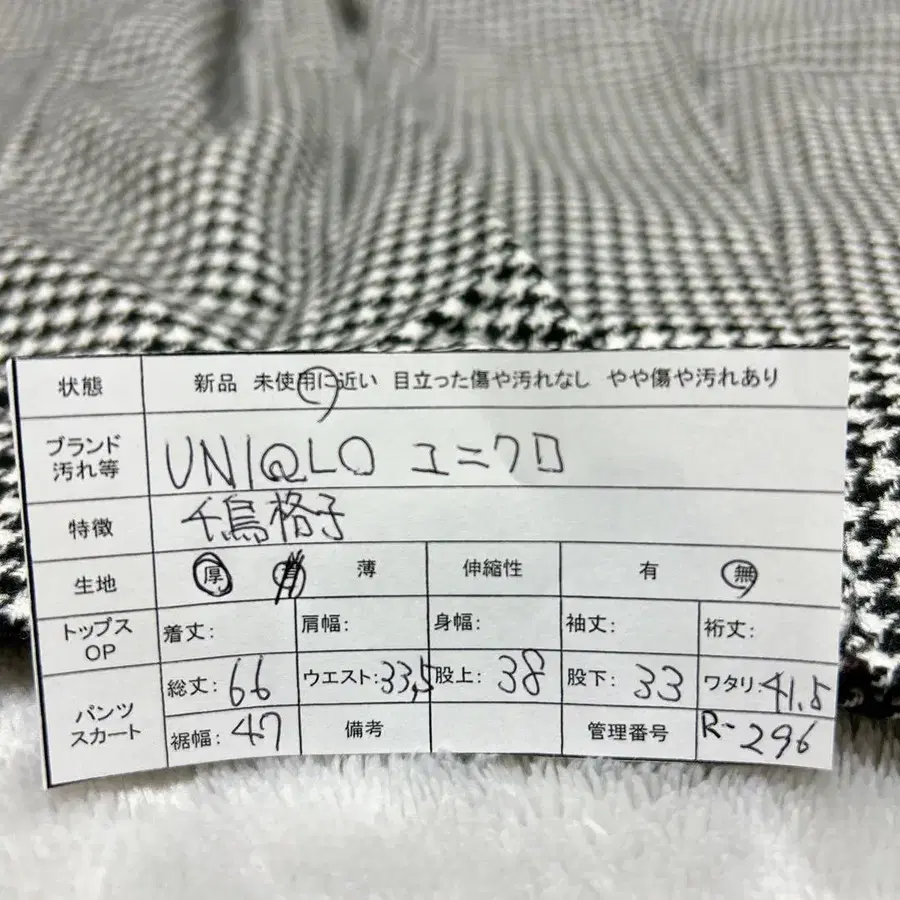 状態 新品 未使用に近い 目立った傷や汚れなし やや傷や汚れあり
ブランド
汚れ等 UNIQLO ユニクロ
特徴 千鳥格子
生地 厚 薄 伸縮性 有 無
トップス
OP 着丈: 肩幅: 身幅: 袖丈: 裄丈:
パンツ
スカート 総丈: 66 ウエスト: 33,5 股上: 38 股下: 33 ワタリ: 41.5
裾幅: 47 備考 管理番号 R-296